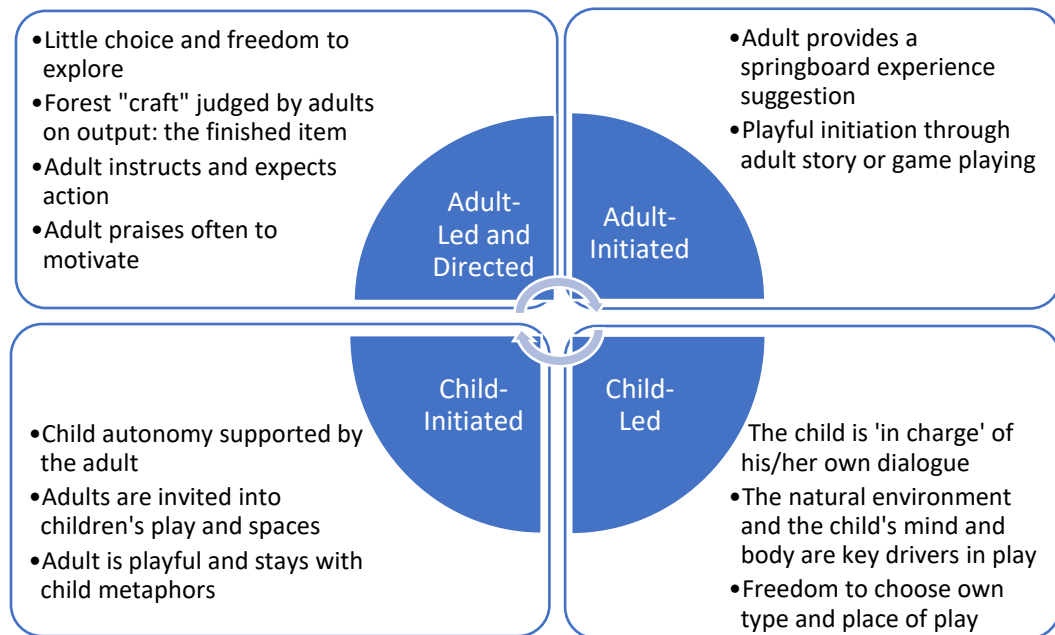 •Little choice and freedom to
explore
•Forest "craft" judged by adults
on output: the finished item
•Adult instructs and expects
action
•Adult praises often to
motivate
Adult-
Led and
Directed
•Adult provides a
springboard experience
suggestion
•Playful initiation through
adult story or game playing
Adult-
Initiated
•Child autonomy supported by
the adult
•Adults are invited into
children's play and spaces
•Adult is playful and stays with
child metaphors
Child-
Initiated
Child-
Led
The child is 'in charge' of
his/her own dialogue
•The natural environment
and the child's mind and
body are key drivers in play
•Freedom to choose own
type and place of play